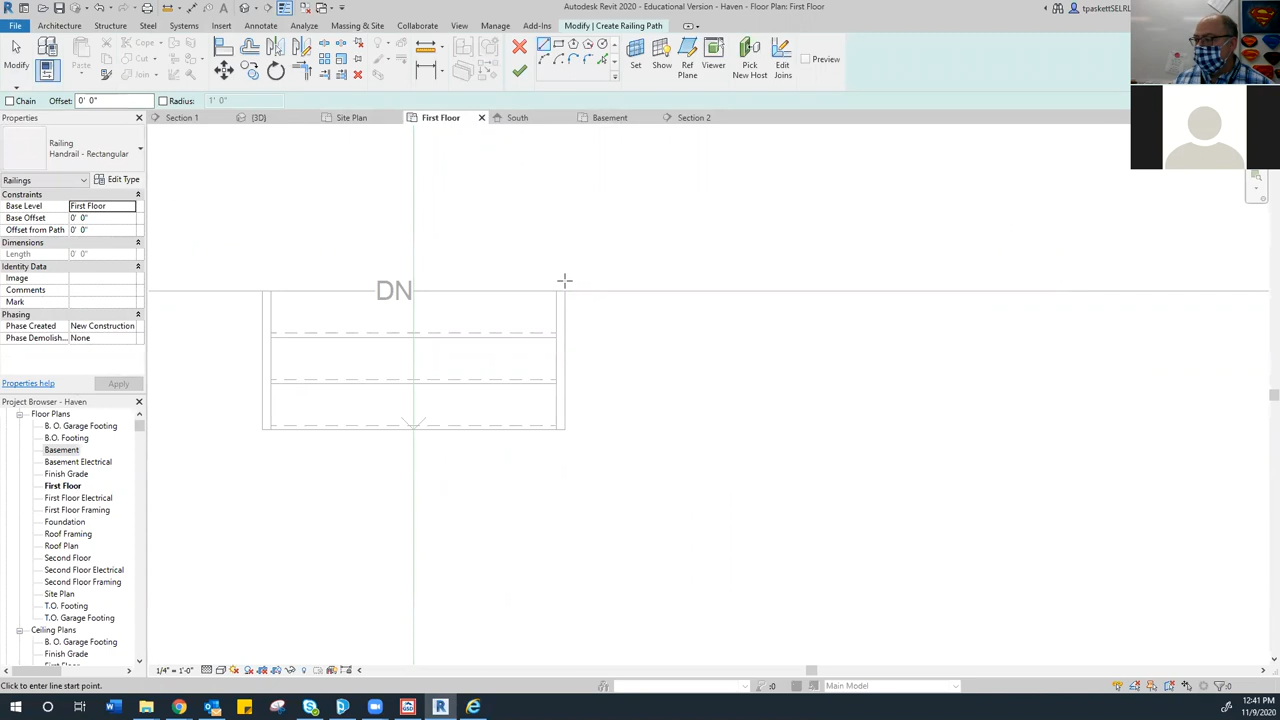 Autodesk Revit 2020 - Educational Version - Haven - Floor Plan: First Floor
tpaskettSELRL
File Architecture Structure Steel Systems Insert Annotate Analyze Massing & Site Collaborate View Manage Add-Ins Modify | Create Railing Path
Modify Paste Cope Cut Join Set Show Ref Plane Viewer Pick New Host Edit Joins Preview
Chain Offset: 0' 0" Radius: 1' 0"
Properties
Section 1 {3D} Site Plan First Floor South Basement Section 2
Railing
Handrail - Rectangular
Railings Edit Type
Constraints
Base Level First Floor
Base Offset 0' 0"
Offset from Path 0' 0"
Dimensions
Length 0' 0"
Identity Data
Image
Comments
Mark
Phasing
Phase Created New Construction
Phase Demolish... None
Properties help Apply
Project Browser - Haven
Floor Plans
B. O. Garage Footing
B.O. Footing
Basement
Basement Electrical
Finish Grade
First Floor
First Floor Electrical
First Floor Framing
Foundation
Roof Framing
Roof Plan
Second Floor
Second Floor Electrical
Second Floor Framing
Site Plan
T.O. Footing
T.O. Garage Footing
Ceiling Plans
B. O. Garage Footing
Finish Grade
DN
1/4" = 1'-0"
Click to enter line start point.
:0 Main Model :0
12:41 PM
11/9/2020